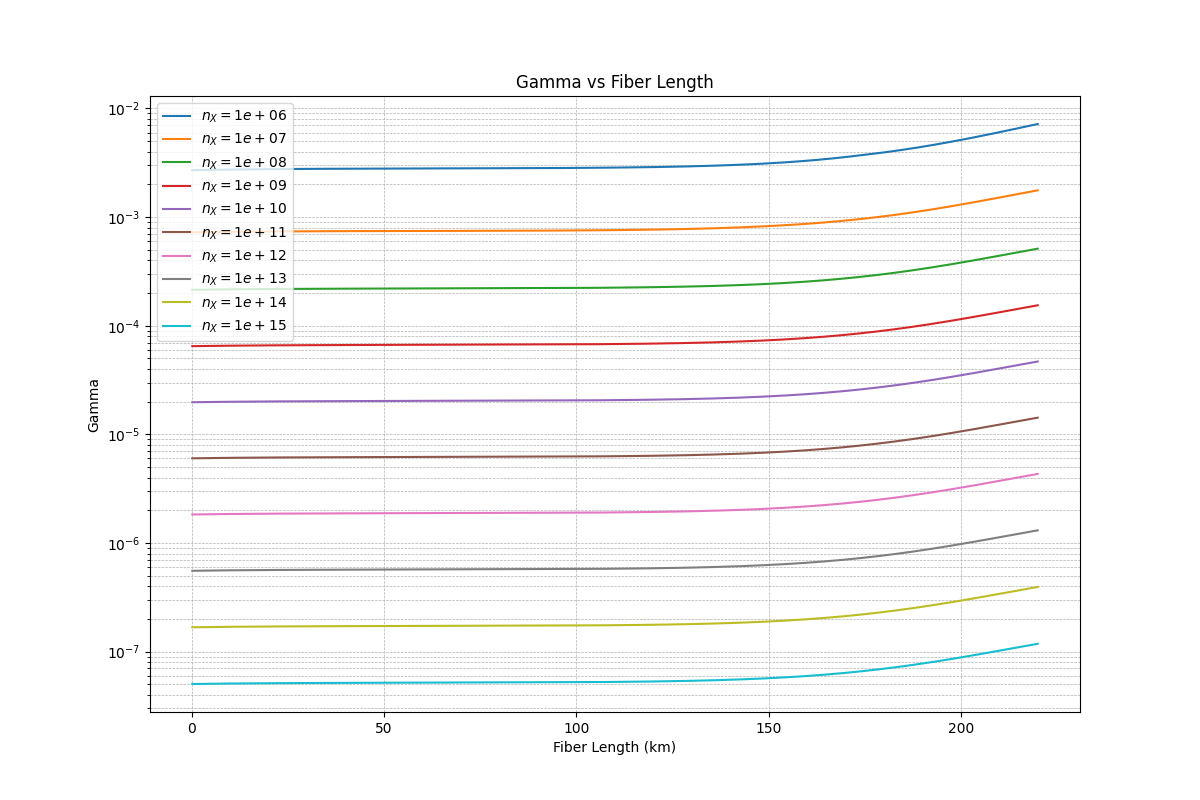 Gamma vs Fiber Length
10⁻²
10⁻³
10⁻⁴
10⁻⁵
10⁻⁶
10⁻⁷
Gamma
n_X = 1e + 06
n_X = 1e + 07
n_X = 1e + 08
n_X = 1e + 09
n_X = 1e + 10
n_X = 1e + 11
n_X = 1e + 12
n_X = 1e + 13
n_X = 1e + 14
n_X = 1e + 15
0 50 100 150 200
Fiber Length (km)